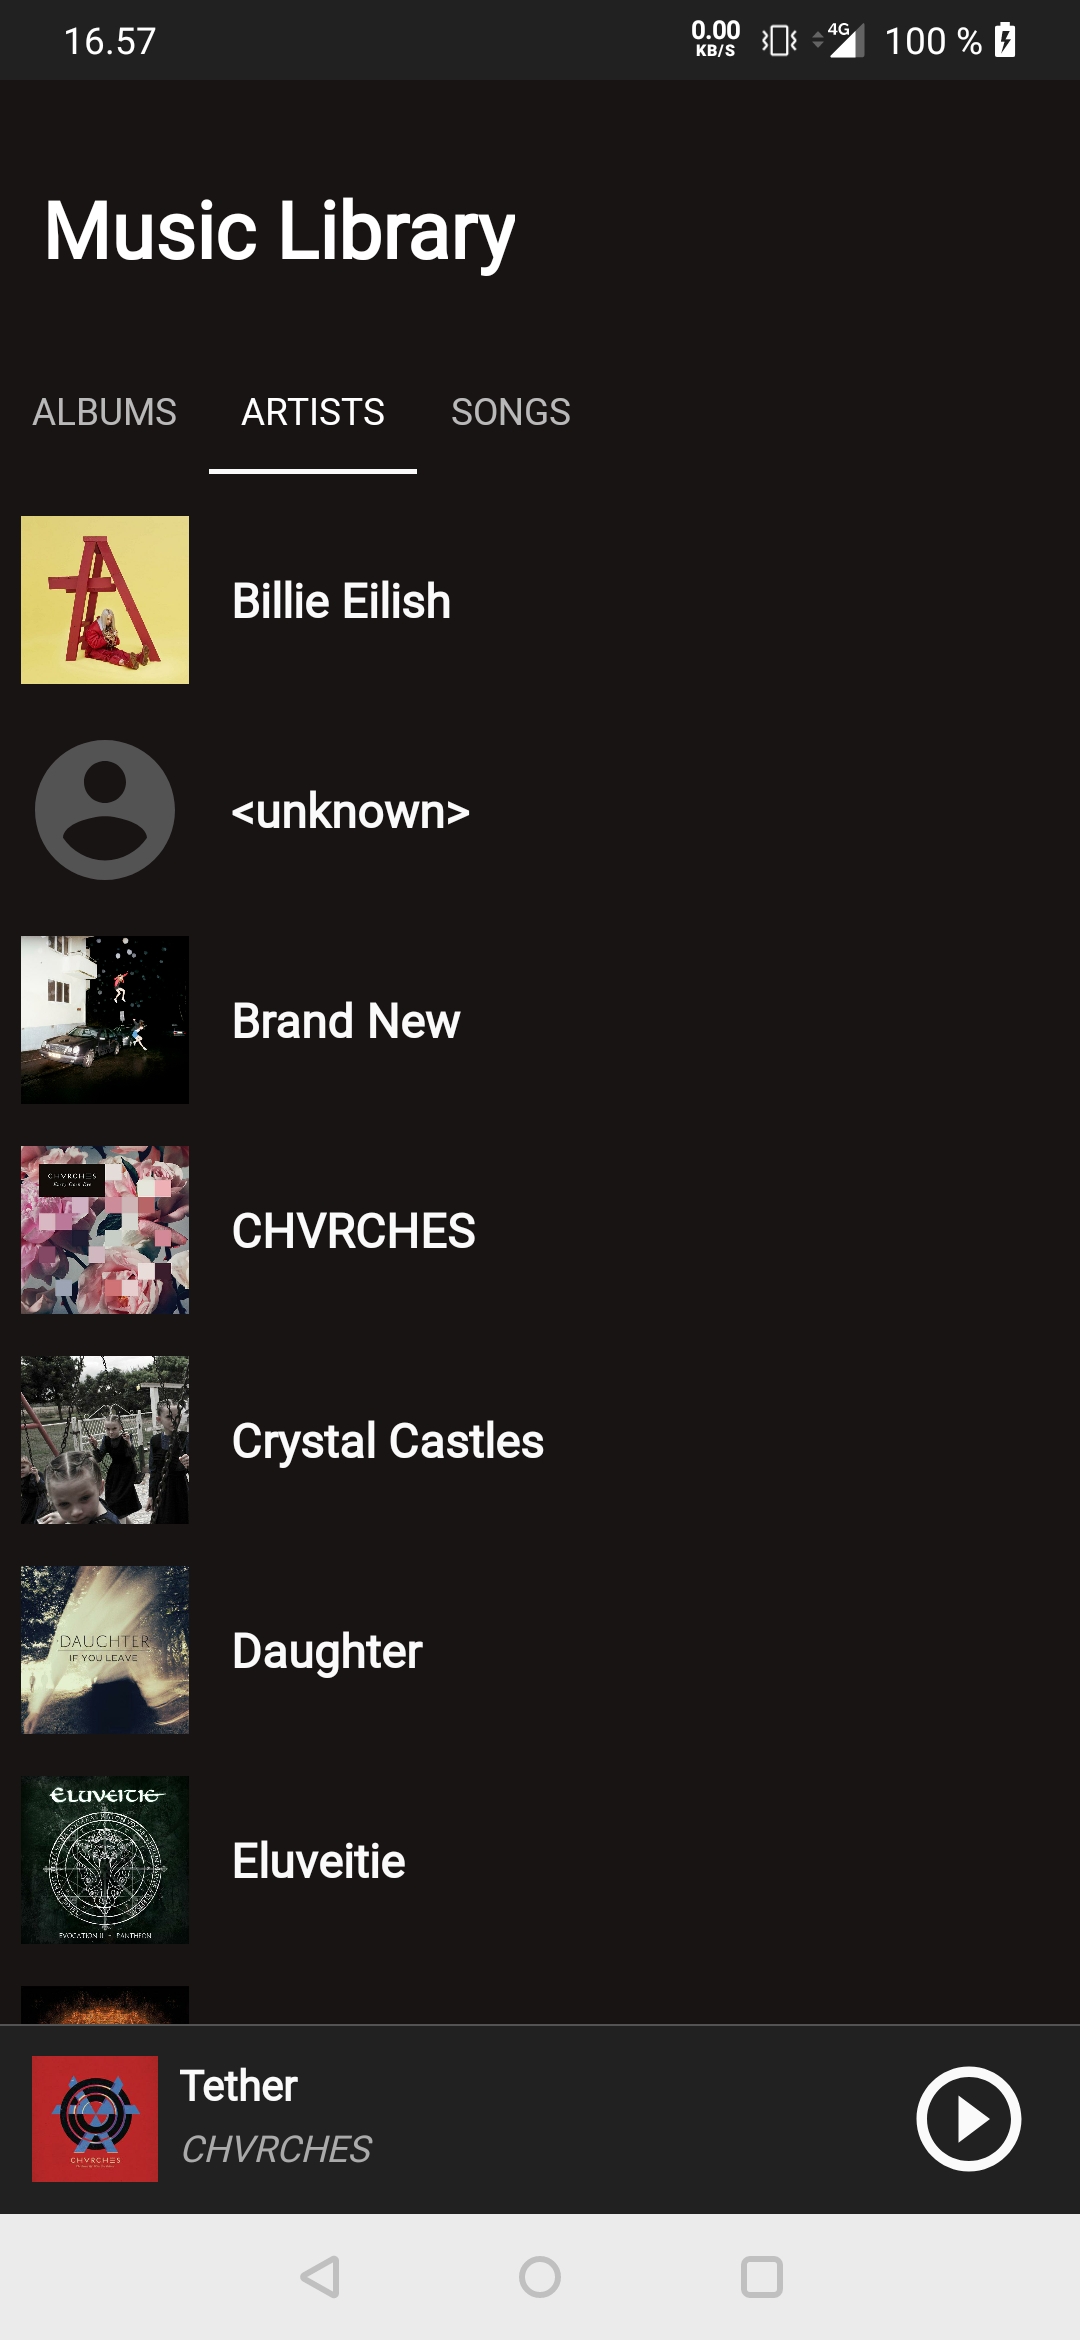 16.57
0.00
KB/S
4G
100 %
Music Library
ALBUMS
ARTISTS
SONGS
Billie Eilish
<unknown>
Brand New
CHVRCHES
CHVRCHES
Crystal Castles
DAUGHTER
IF YOU LEAVE
Daughter
ELUVEITIE
EVOCATION II - PANTHEON
Eluveitie
Tether
CHVRCHES
CHVRCHES